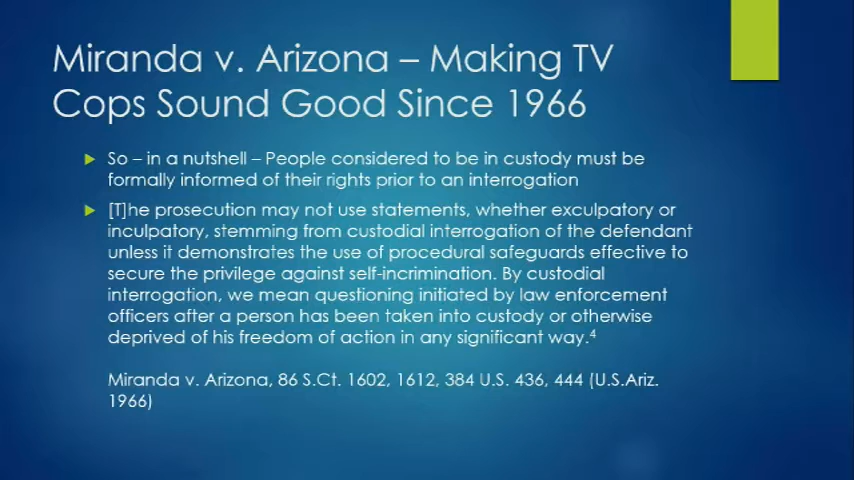 Miranda v. Arizona – Making TV
Cops Sound Good Since 1966
So – in a nutshell – People considered to be in custody must be
formally informed of their rights prior to an interrogation
[T]he prosecution may not use statements, whether exculpatory or
inculpatory, stemming from custodial interrogation of the defendant
unless it demonstrates the use of procedural safeguards effective to
secure the privilege against self-incrimination. By custodial
interrogation, we mean questioning initiated by law enforcement
officers after a person has been taken into custody or otherwise
deprived of his freedom of action in any significant way.⁴
Miranda v. Arizona, 86 S.Ct. 1602, 1612, 384 U.S. 436, 444 (U.S.Ariz.
1966)